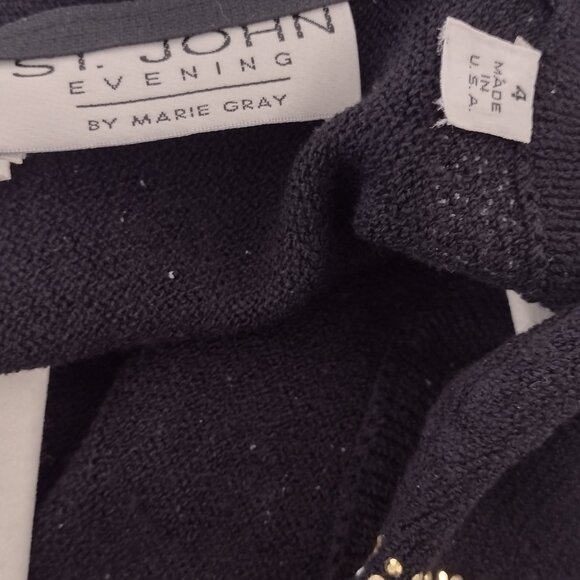 ST. JOHN
EVENING
BY MARIE GRAY
4
MADE
IN
U.S.A.